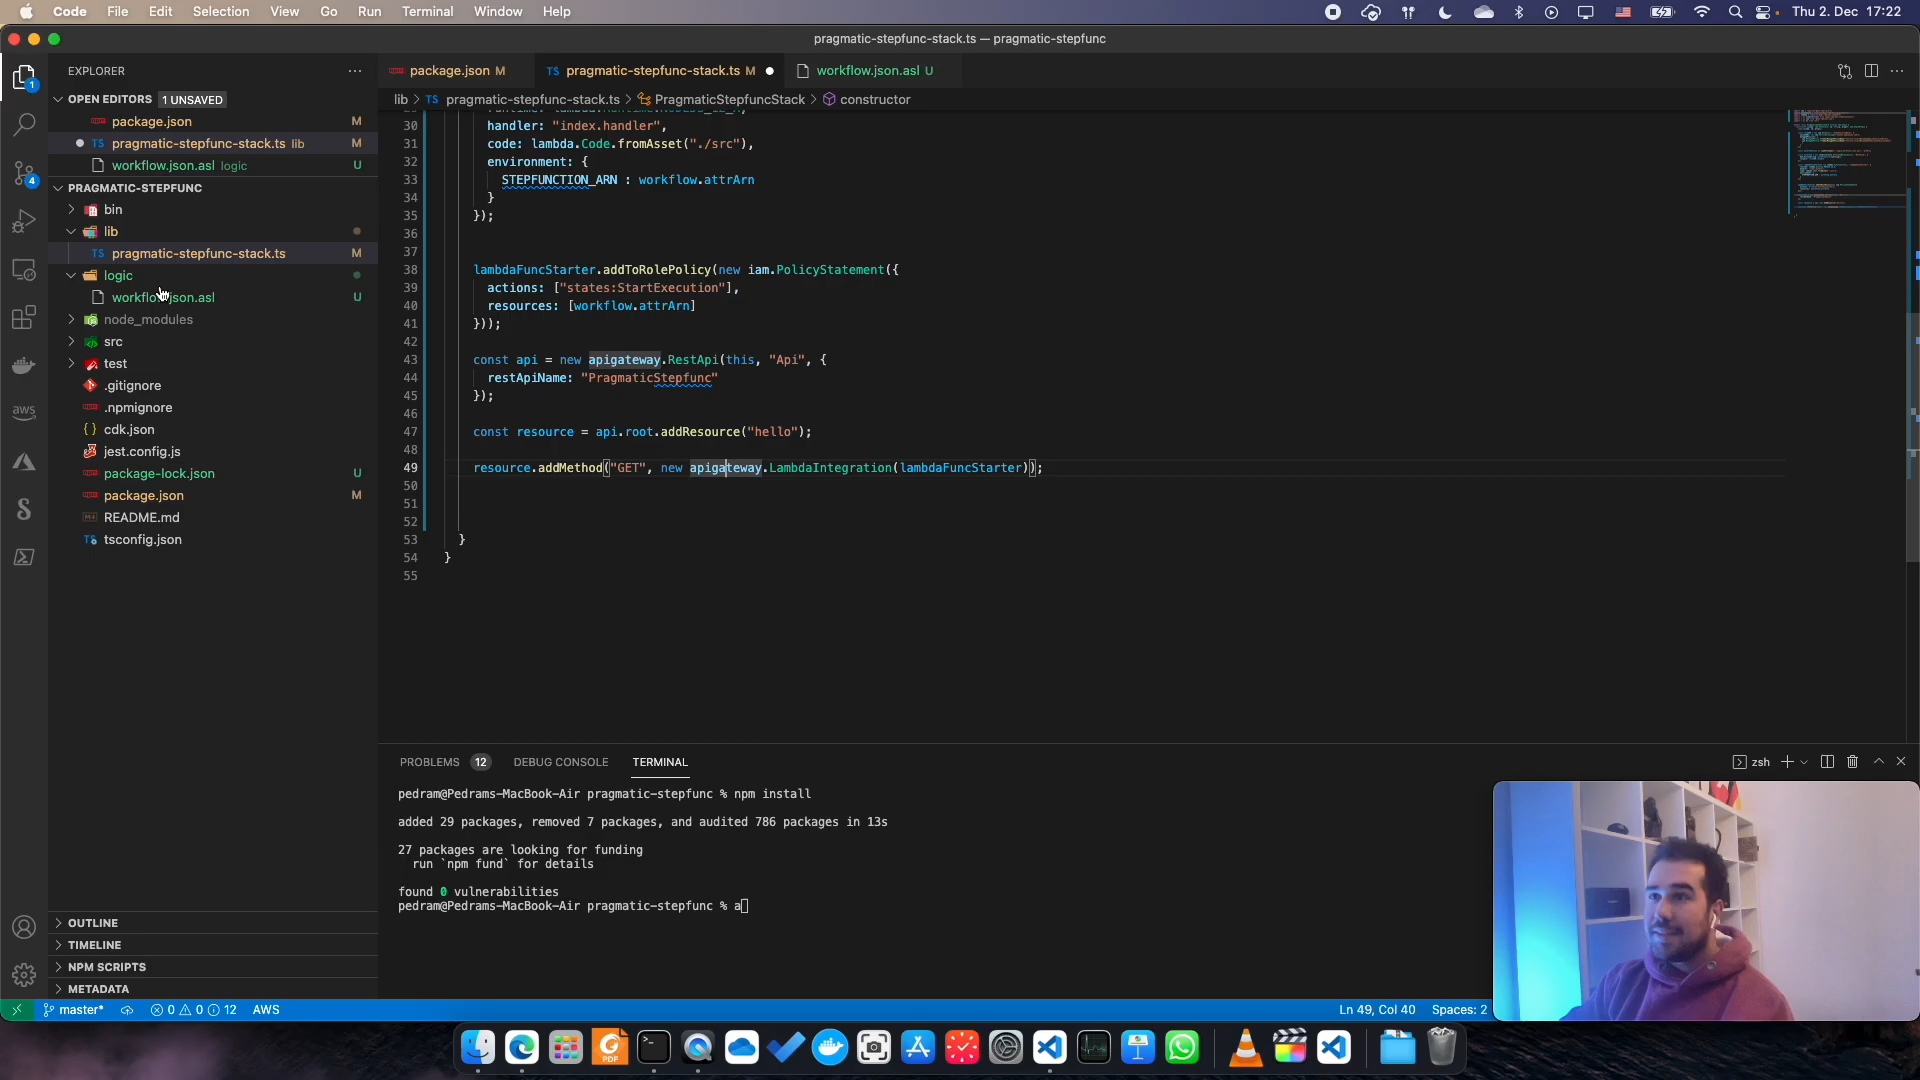 Code File Edit Selection View Go Run Terminal Window Help
Thu 2. Dec 17:22
pragmatic-stepfunc-stack.ts — pragmatic-stepfunc
EXPLORER
OPEN EDITORS 1 UNSAVED
package.json M
TS pragmatic-stepfunc-stack.ts lib M
workflow.json.asl logic U
PRAGMATIC-STEPFUNC
bin
lib
TS pragmatic-stepfunc-stack.ts M
logic
workflow.json.asl U
node_modules
src
test
.gitignore
.npmignore
{ } cdk.json
jest.config.js
package-lock.json U
package.json M
README.md
tsconfig.json
OUTLINE
TIMELINE
NPM SCRIPTS
METADATA
1
4
aws
package.json M
TS pragmatic-stepfunc-stack.ts M
workflow.json.asl U
lib > TS pragmatic-stepfunc-stack.ts > PragmaticStepfuncStack > constructor
30 handler: "index.handler",
31 code: lambda.Code.fromAsset("./src"),
32 environment: {
33 STEPFUNCTION_ARN : workflow.attrArn
34 }
35 });
36
37
38 lambdaFuncStarter.addToRolePolicy(new iam.PolicyStatement({
39 actions: ["states:StartExecution"],
40 resources: [workflow.attrArn]
41 }));
42
43 const api = new apigateway.RestApi(this, "Api", {
44 restApiName: "PragmaticStepfunc"
45 });
46
47 const resource = api.root.addResource("hello");
48
49 resource.addMethod("GET", new apigateway.LambdaIntegration(lambdaFuncStarter));
50
51
52
53 }
54 }
55
PROBLEMS 12 DEBUG CONSOLE TERMINAL
zsh
pedram@Pedrams-MacBook-Air pragmatic-stepfunc % npm install
added 29 packages, removed 7 packages, and audited 786 packages in 13s
27 packages are looking for funding
run `npm fund` for details
found 0 vulnerabilities
pedram@Pedrams-MacBook-Air pragmatic-stepfunc % a
master* 0 0 12 AWS
Ln 49, Col 40 Spaces: 2
PDF